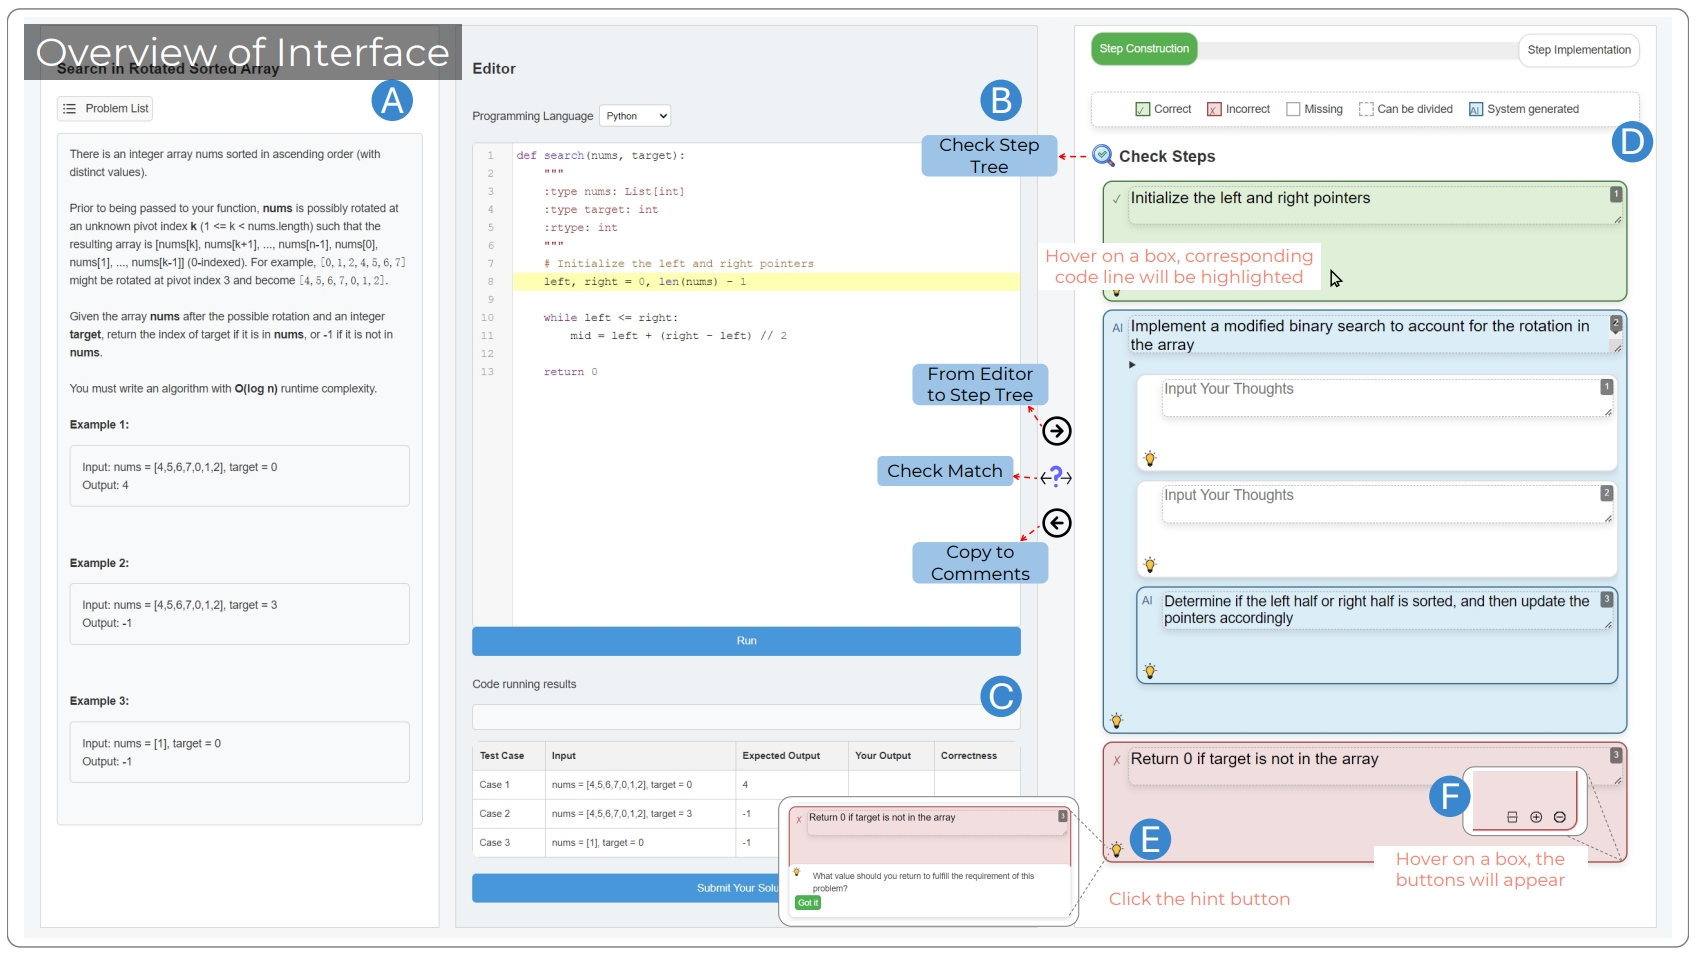 Overview of Interface
Search in Rotated Sorted Array
A
Problem List
There is an integer array nums sorted in ascending order (with
distinct values).
Prior to being passed to your function, nums is possibly rotated at
an unknown pivot index k (1 <= k < nums.length) such that the
resulting array is [nums[k], nums[k+1], ..., nums[n-1], nums[0],
nums[1], ..., nums[k-1]] (0-indexed). For example, [0, 1, 2, 4, 5, 6, 7]
might be rotated at pivot index 3 and become [4, 5, 6, 7, 0, 1, 2].
Given the array nums after the possible rotation and an integer
target, return the index of target if it is in nums, or -1 if it is not in
nums.
You must write an algorithm with O(log n) runtime complexity.
Example 1:
Input: nums = [4,5,6,7,0,1,2], target = 0
Output: 4
Example 2:
Input: nums = [4,5,6,7,0,1,2], target = 3
Output: -1
Example 3:
Input: nums = [1], target = 0
Output: -1
Editor
B
Programming Language Python
1 def search(nums, target):
2 """
3 :type nums: List[int]
4 :type target: int
5 :rtype: int
6 """
7 # Initialize the left and right pointers
8 left, right = 0, len(nums) - 1
9
10 while left <= right:
11 mid = left + (right - left) // 2
12
13 return 0
Check Step
Tree
From Editor
to Step Tree
Check Match
?
Copy to
Comments
Run
Code running results
C
Test Case Input Expected Output Your Output Correctness
Case 1 nums = [4,5,6,7,0,1,2], target = 0 4
Case 2 nums = [4,5,6,7,0,1,2], target = 3 -1
Case 3 nums = [1], target = 0 -1
Submit Your Solu
X Return 0 if target is not in the array 3
What value should you return to fulfill the requirement of this
problem?
Got it
Step Construction
Step Implementation
✓ Correct X Incorrect Missing Can be divided AI System generated
D
Check Steps
✓ Initialize the left and right pointers 1
Hover on a box, corresponding
code line will be highlighted
AI Implement a modified binary search to account for the rotation in 2
the array
Input Your Thoughts 1
Input Your Thoughts 2
AI Determine if the left half or right half is sorted, and then update the 3
pointers accordingly
X Return 0 if target is not in the array 3
F
E
Hover on a box, the
buttons will appear
Click the hint button